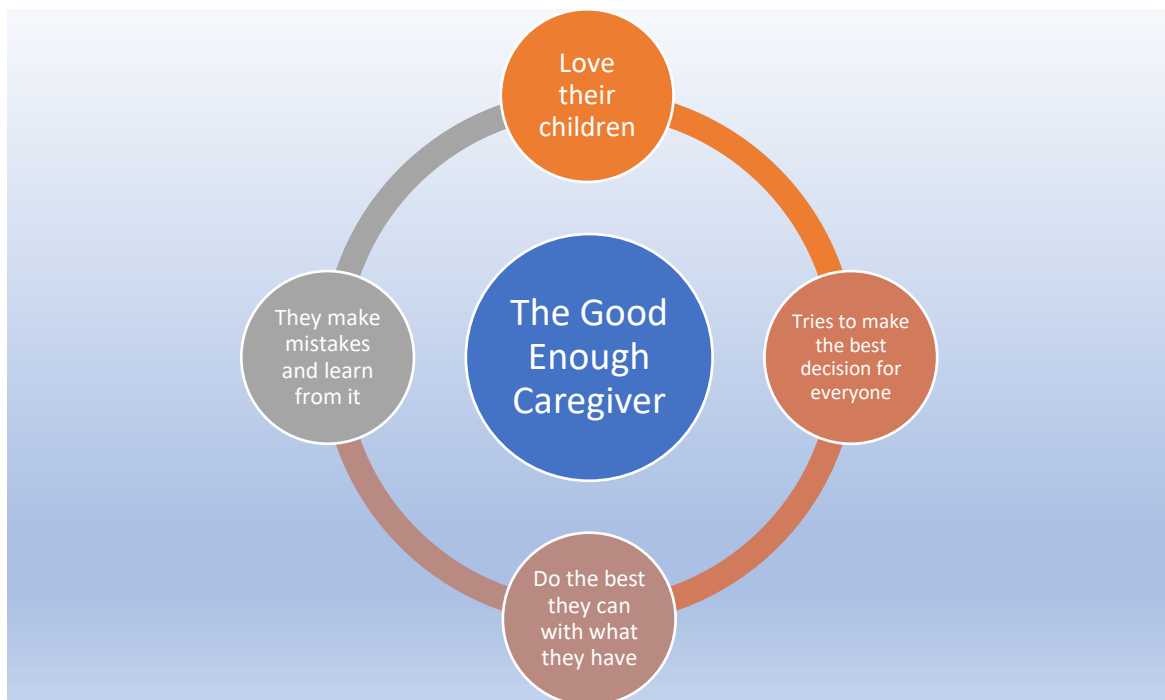 Love
their
children
The Good
Enough
Caregiver
They make
mistakes
and learn
from it
Tries to make
the best
decision for
everyone
Do the best
they can
with what
they have